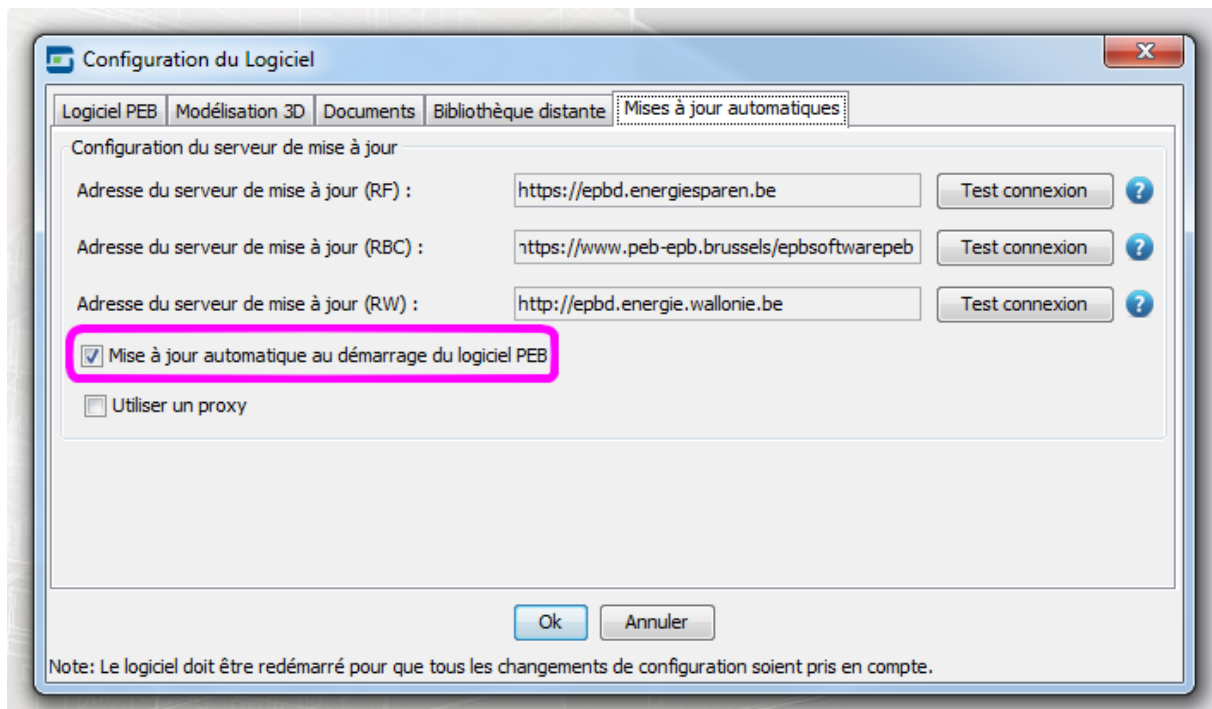 Configuration du Logiciel
Logiciel PEB Modélisation 3D Documents Bibliothèque distante Mises à jour automatiques
Configuration du serveur de mise à jour
Adresse du serveur de mise à jour (RF) : https://epbd.energiesparen.be Test connexion ?
Adresse du serveur de mise à jour (RBC) : https://www.peb-epb.brussels/epbsoftwarepeb Test connexion ?
Adresse du serveur de mise à jour (RW) : http://epbd.energie.wallonie.be Test connexion ?
Mise à jour automatique au démarrage du logiciel PEB
Utiliser un proxy
Ok Annuler
Note: Le logiciel doit être redémarré pour que tous les changements de configuration soient pris en compte.